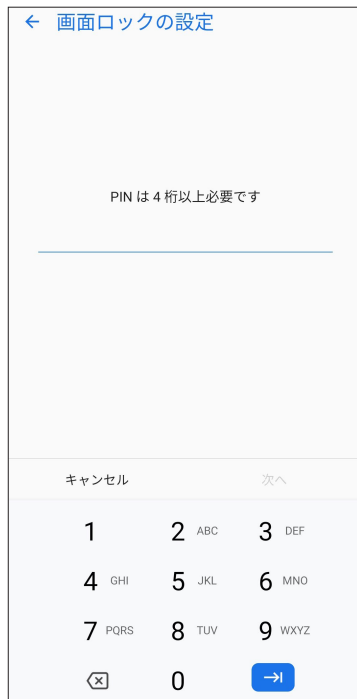 画面ロックの設定
PIN は 4 桁以上必要です
キャンセル 次へ
1 2 ABC 3 DEF
4 GHI 5 JKL 6 MNO
7 PQRS 8 TUV 9 WXYZ
0